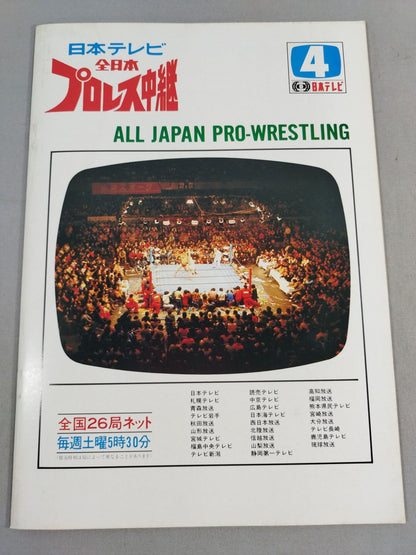 日本テレビ
全日本
プロレス中継
4
日本テレビ
ALL JAPAN PRO-WRESTLING
日本テレビ
札幌テレビ
青森放送
テレビ岩手
秋田放送
山形放送
宮城テレビ
福島中央テレビ
テレビ新潟
読売テレビ
中京テレビ
広島テレビ
日本海テレビ
西日本放送
北陸放送
信越放送
山梨放送
静岡第一テレビ
高知放送
福岡放送
熊本県民テレビ
宮崎放送
大分放送
テレビ長崎
鹿児島テレビ
琉球放送
全国26局ネット
毎週土曜5時30分